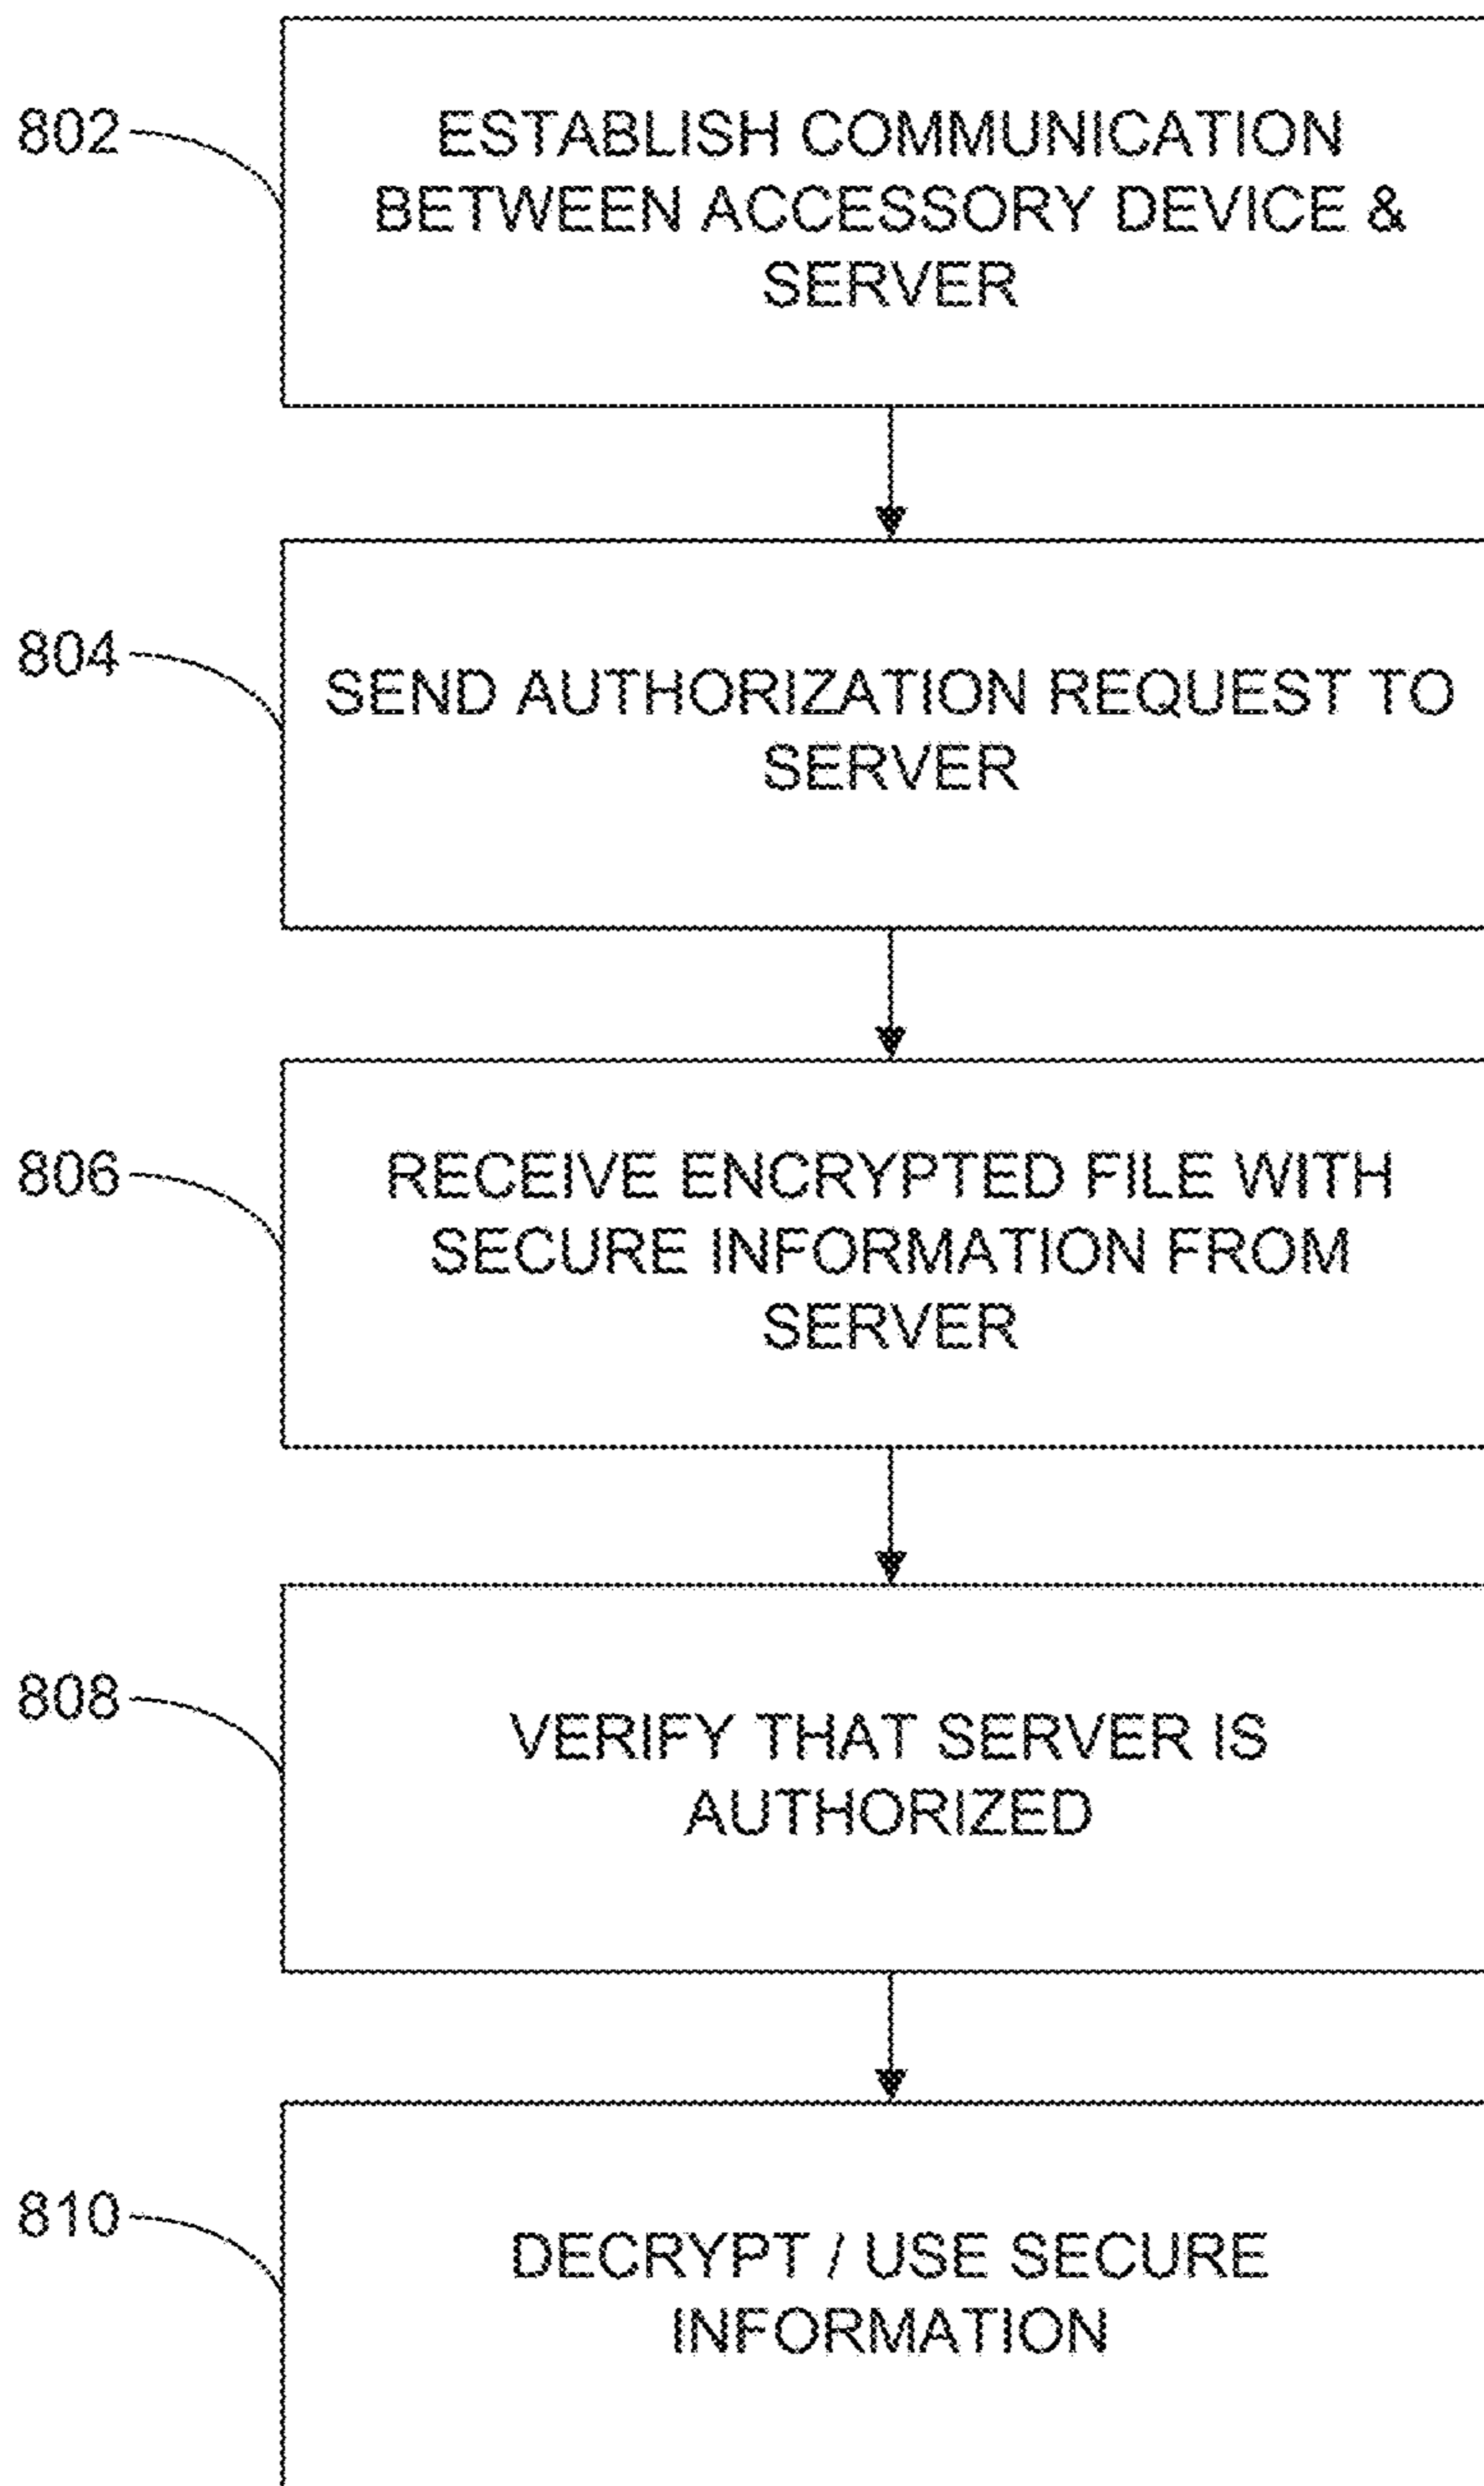 802
ESTABLISH COMMUNICATION
BETWEEN ACCESSORY DEVICE &
SERVER
804
SEND AUTHORIZATION REQUEST TO
SERVER
806
RECEIVE ENCRYPTED FILE WITH
SECURE INFORMATION FROM
SERVER
808
VERIFY THAT SERVER IS
AUTHORIZED
810
DECRYPT / USE SECURE
INFORMATION